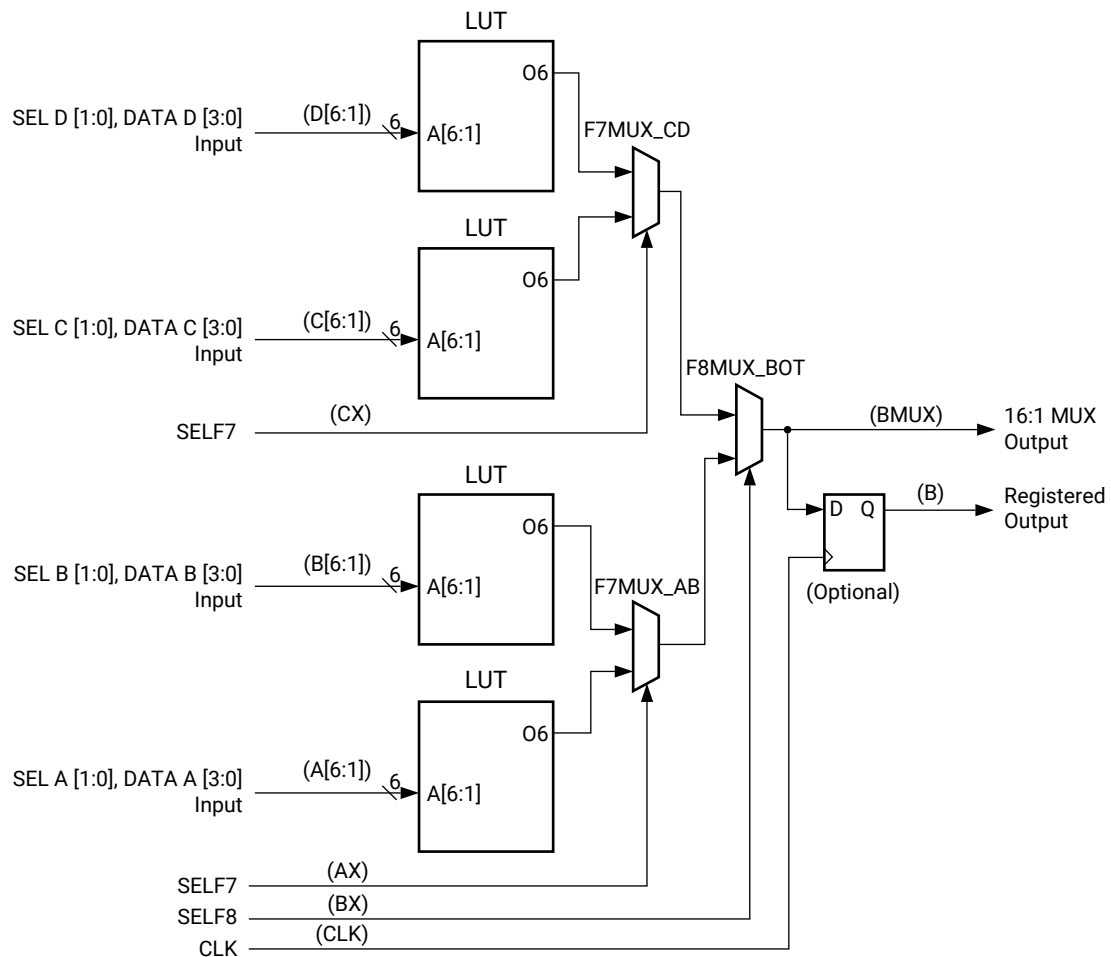 LUT
O6
SEL D [1:0], DATA D [3:0]
Input
(D[6:1])
6
A[6:1]
F7MUX_CD
LUT
O6
SEL C [1:0], DATA C [3:0]
Input
(C[6:1])
6
A[6:1]
F8MUX_BOT
(CX)
SELF7
(BMUX)
16:1 MUX
Output
LUT
O6
D Q
(B)
Registered
Output
SEL B [1:0], DATA B [3:0]
Input
(B[6:1])
6
A[6:1]
F7MUX_AB
(Optional)
LUT
O6
SEL A [1:0], DATA A [3:0]
Input
(A[6:1])
6
A[6:1]
SELF7
(AX)
SELF8
(BX)
CLK
(CLK)